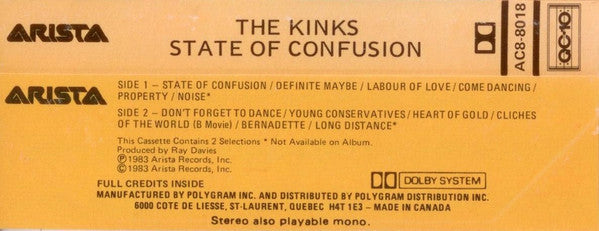 ARISTA
THE KINKS
STATE OF CONFUSION
AC8-8018
QC-10
ARISTA
SIDE 1 – STATE OF CONFUSION / DEFINITE MAYBE / LABOUR OF LOVE / COME DANCING /
PROPERTY / NOISE*
SIDE 2 – DON'T FORGET TO DANCE / YOUNG CONSERVATIVES / HEART OF GOLD / CLICHES
OF THE WORLD (B Movie) / BERNADETTE / LONG DISTANCE*
This Cassette Contains 2 Selections * Not Available on Album.
Produced by Ray Davies
Ⓟ1983 Arista Records, Inc.
©1983 Arista Records, Inc.
FULL CREDITS INSIDE
DOLBY SYSTEM
MANUFACTURED BY POLYGRAM INC. AND DISTRIBUTED BY POLYGRAM DISTRIBUTION INC.
6000 COTE DE LIESSE, ST-LAURENT, QUEBEC H4T 1E3 – MADE IN CANADA
Stereo also playable mono.